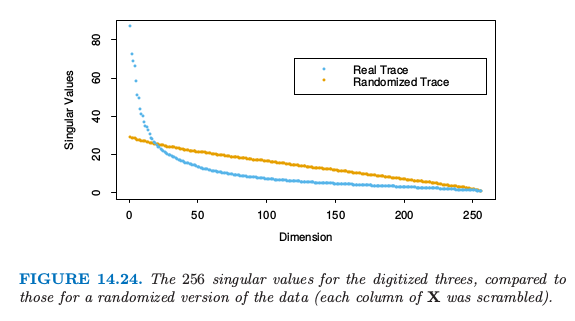 80
60
40
20
0
Singular Values
Real Trace
Randomized Trace
0 50 100 150 200 250
Dimension
FIGURE 14.24. The 256 singular values for the digitized threes, compared to
those for a randomized version of the data (each column of X was scrambled).